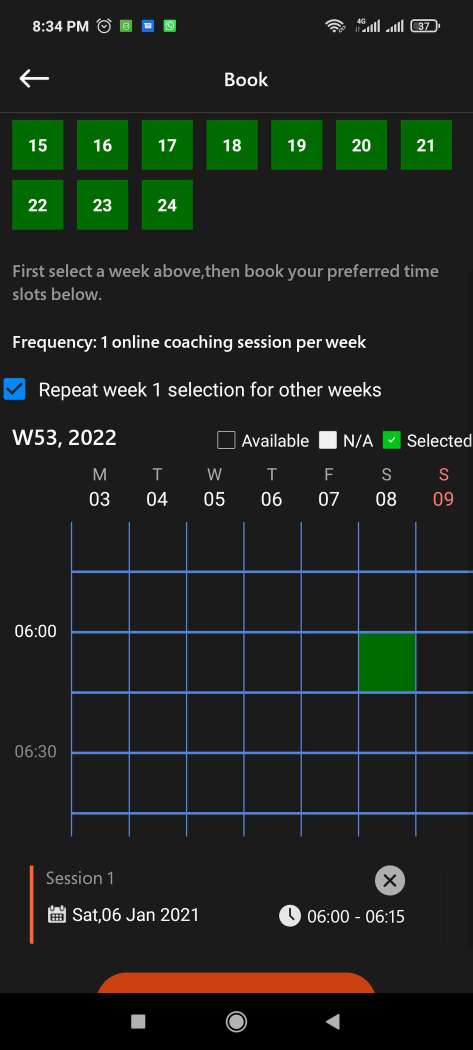 8:34 PM 4G 37
Book
15 16 17 18 19 20 21
22 23 24
First select a week above,then book your preferred time
slots below.
Frequency: 1 online coaching session per week
Repeat week 1 selection for other weeks
W53, 2022 Available N/A Selected
M T W T F S S
03 04 05 06 07 08 09
06:00
06:30
Session 1
Sat,06 Jan 2021 06:00 - 06:15